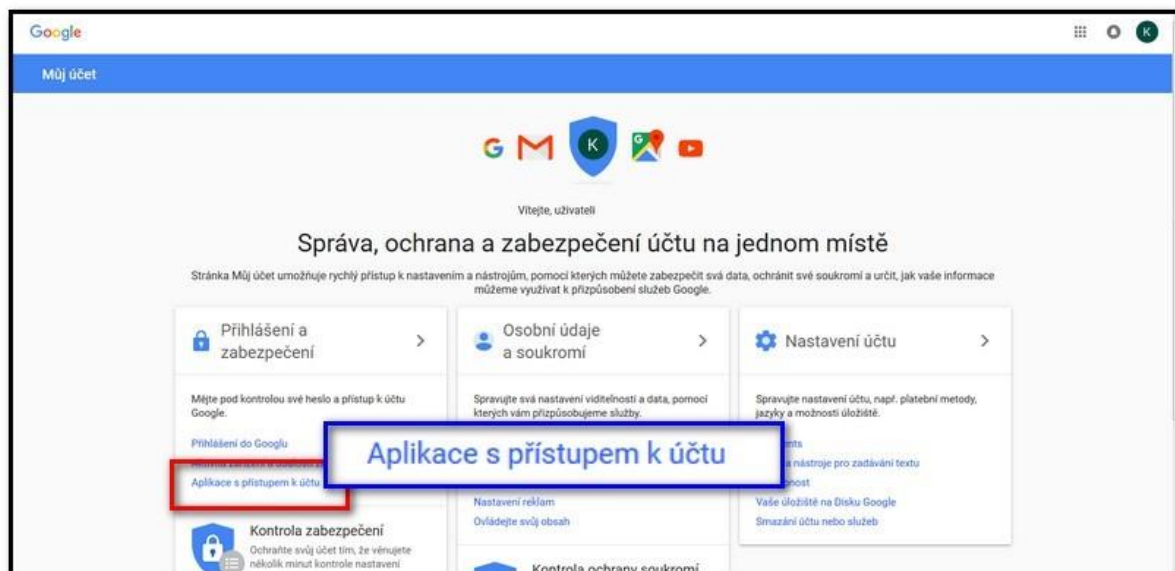 Google
K
Můj účet
G
K
G
Vítejte, uživateli
Správa, ochrana a zabezpečení účtu na jednom místě
Stránka Můj účet umožňuje rychlý přístup k nastavením a nástrojům, pomocí kterých můžete zabezpečit svá data, ochránit své soukromí a určit, jak vaše informace
můžeme využívat k přizpůsobení služeb Google.
Přihlášení a
zabezpečení
Mějte pod kontrolou své heslo a přístup k účtu
Google.
Přihlášení do Googlu
Aplikace s přístupem k účtu
Kontrola zabezpečení
Ochraňte svůj účet tím, že věnujete
několik minut kontrole nastavení
Osobní údaje
a soukromí
Spravujte svá nastavení viditelnosti a data, pomocí
kterých vám přizpůsobujeme služby.
Aplikace s přístupem k účtu
Nastavení reklam
Ovládejte svůj obsah
Kontrola ochrany soukromí
Nastavení účtu
Spravujte nastavení účtu, např. platební metody,
jazyky a možnosti úložiště.
nástroje pro zadávání textu
Vaše úložiště na Disku Google
Smazání účtu nebo služeb